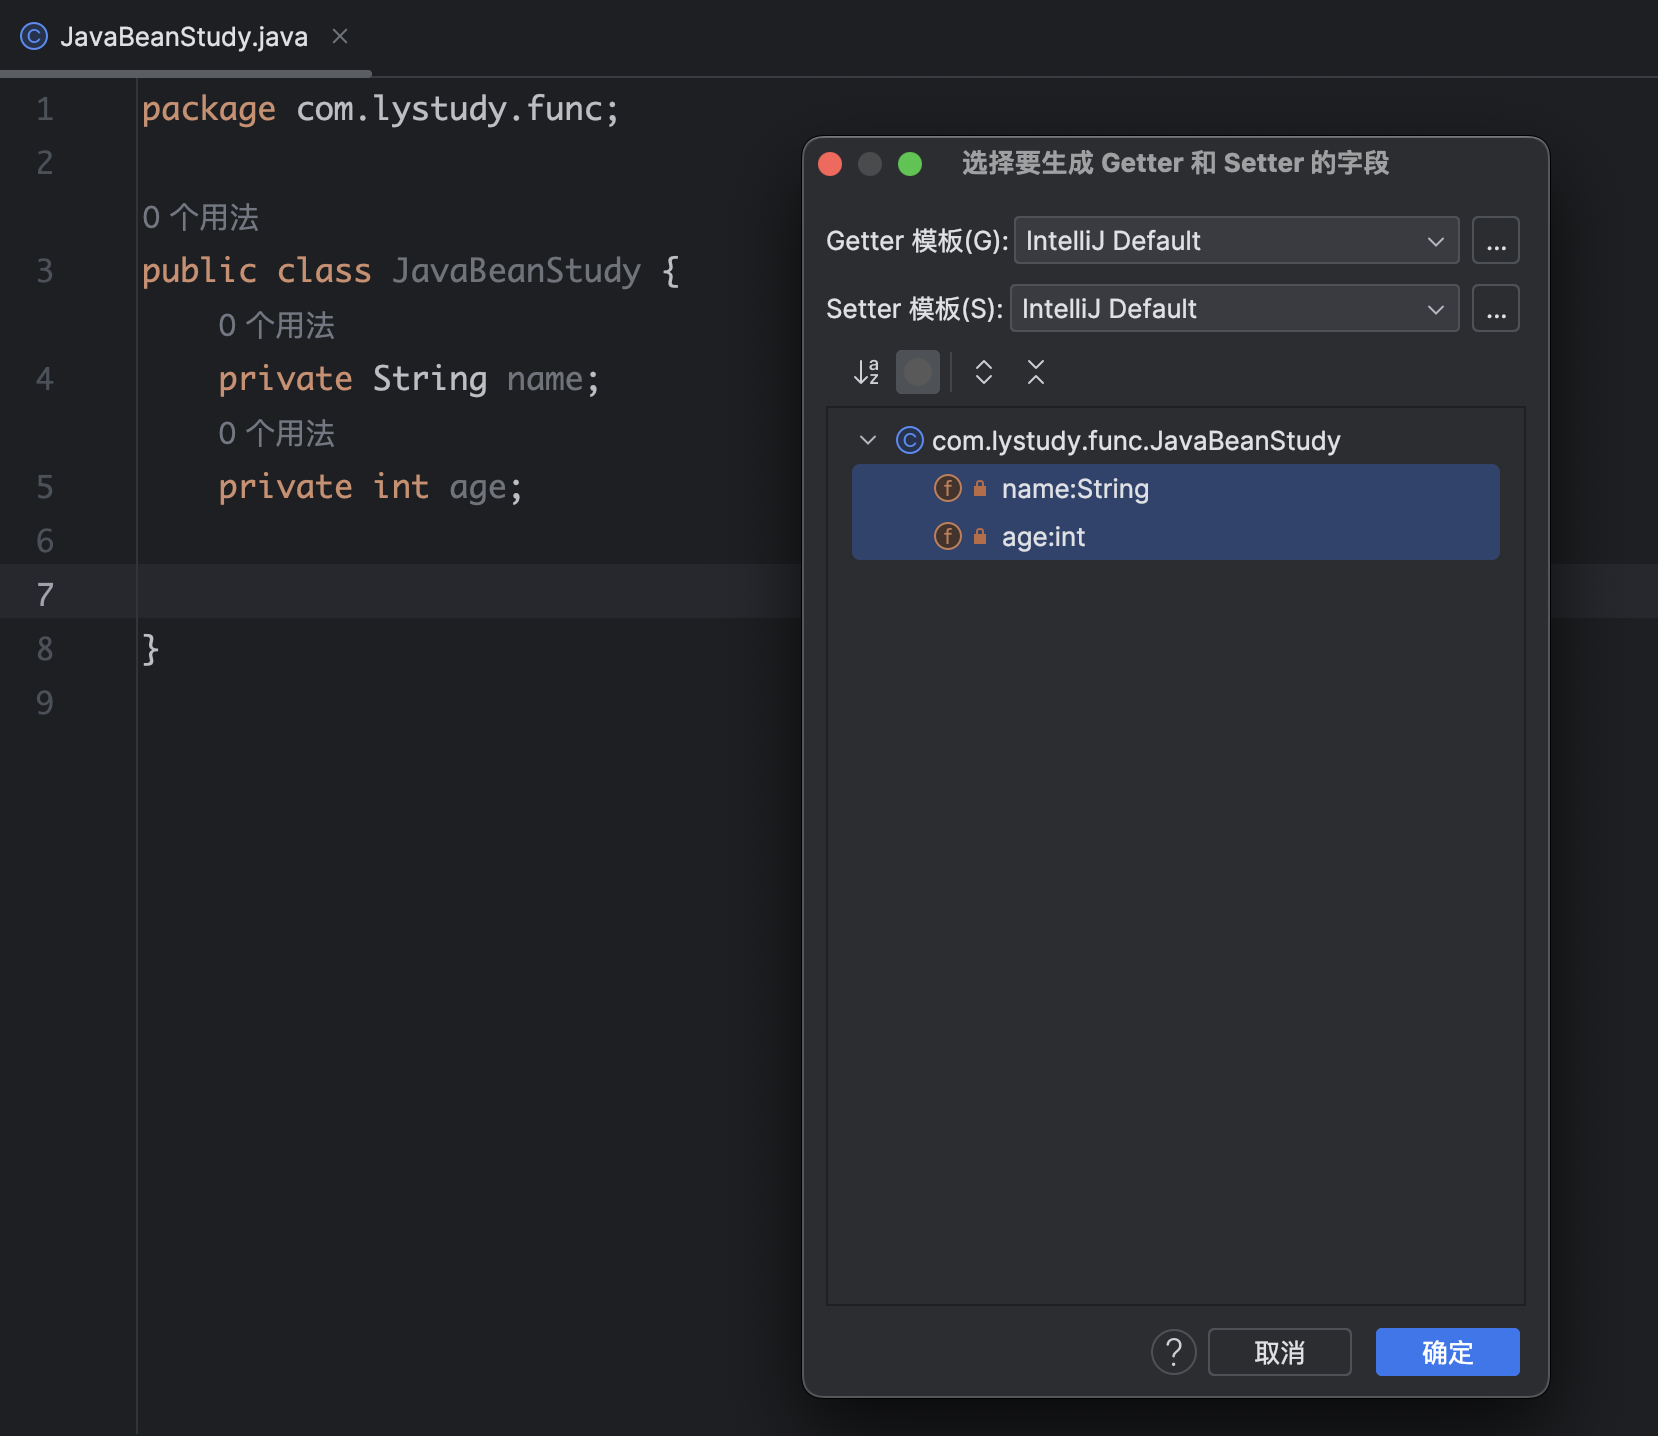 JavaBeanStudy.java
1 package com.lystudy.func;
2
0 个用法
3 public class JavaBeanStudy {
0 个用法
4 private String name;
0 个用法
5 private int age;
6
7
8 }
9
选择要生成 Getter 和 Setter 的字段
Getter 模板(G): IntelliJ Default ...
Setter 模板(S): IntelliJ Default ...
com.lystudy.func.JavaBeanStudy
name:String
age:int
? 取消 确定